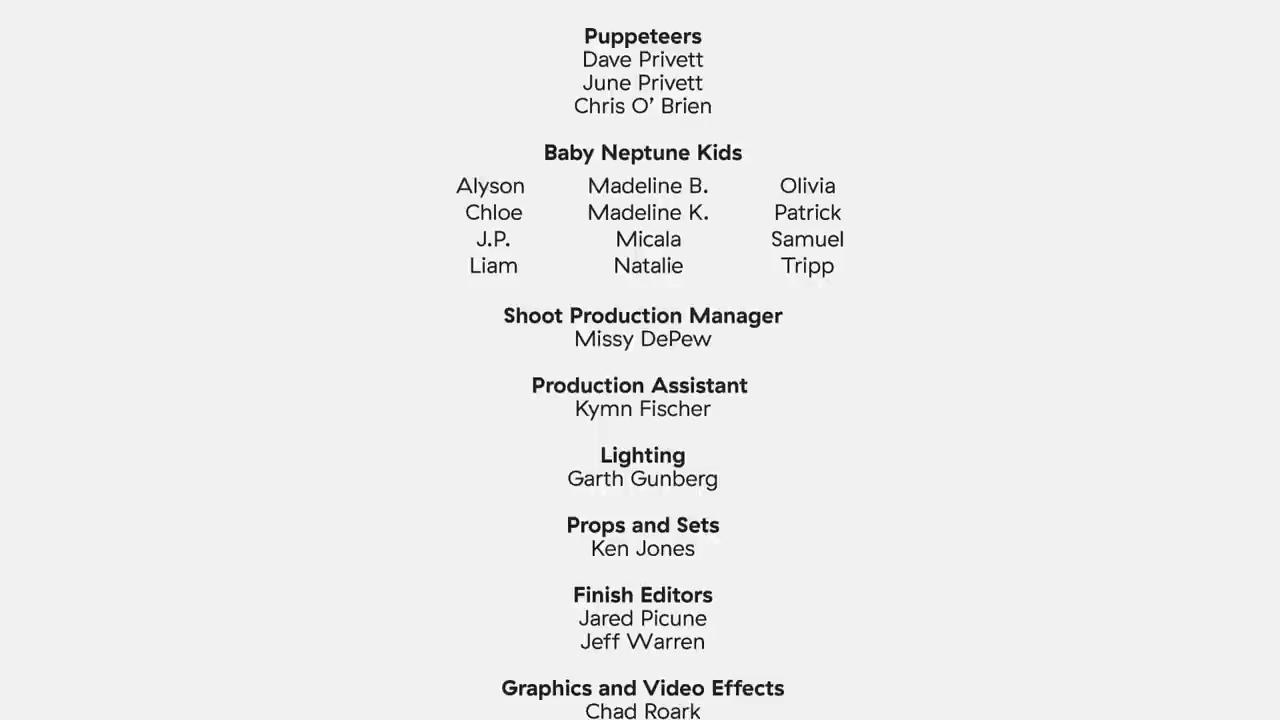 Puppeteers
Dave Privett
June Privett
Chris O' Brien
Baby Neptune Kids
Alyson Madeline B. Olivia
Chloe Madeline K. Patrick
J.P. Micala Samuel
Liam Natalie Tripp
Shoot Production Manager
Missy DePew
Production Assistant
Kymn Fischer
Lighting
Garth Gunberg
Props and Sets
Ken Jones
Finish Editors
Jared Picune
Jeff Warren
Graphics and Video Effects
Chad Roark